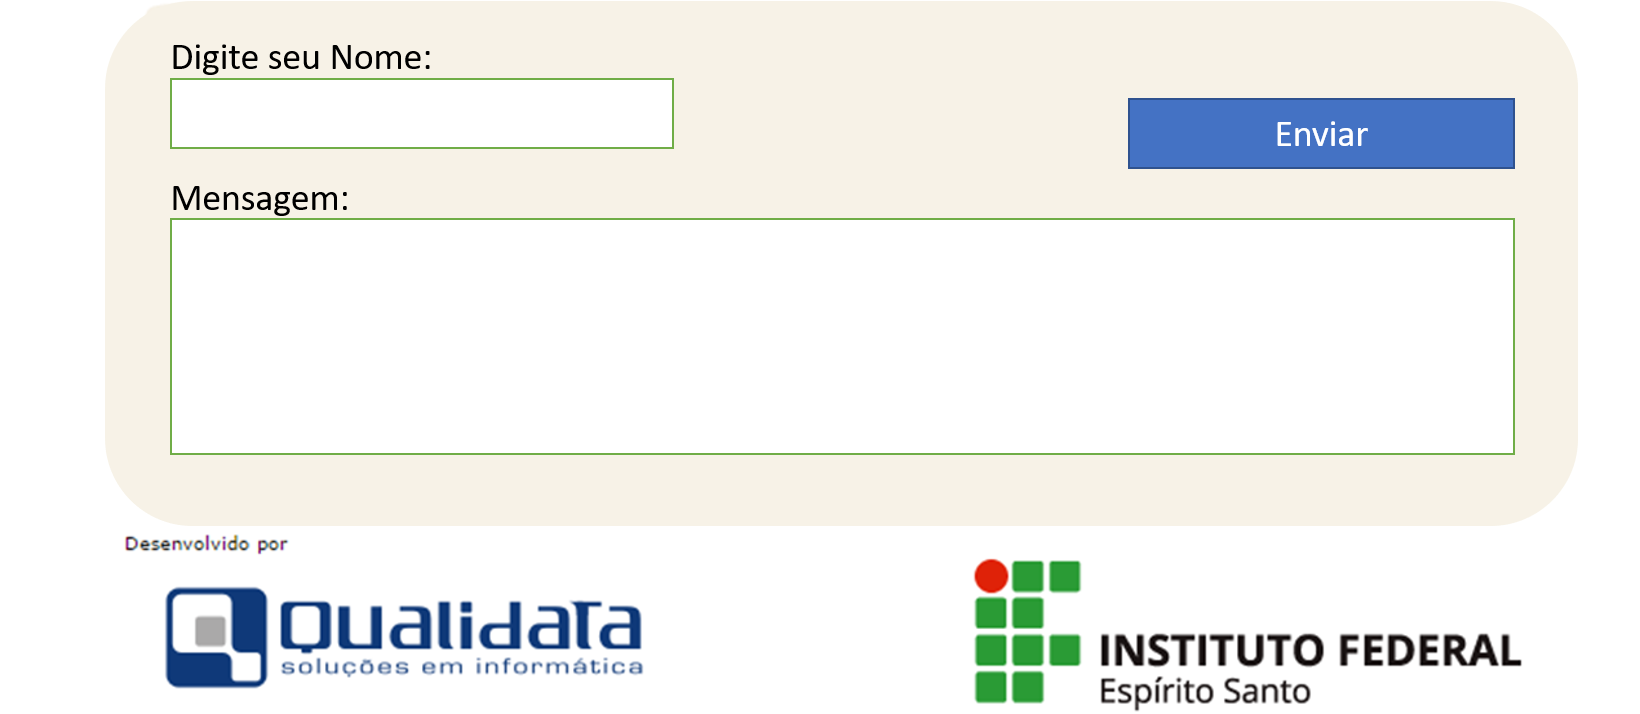 Digite seu Nome:
Enviar
Mensagem:
Desenvolvido por
Qualidata
soluções em informática
INSTITUTO FEDERAL
Espírito Santo